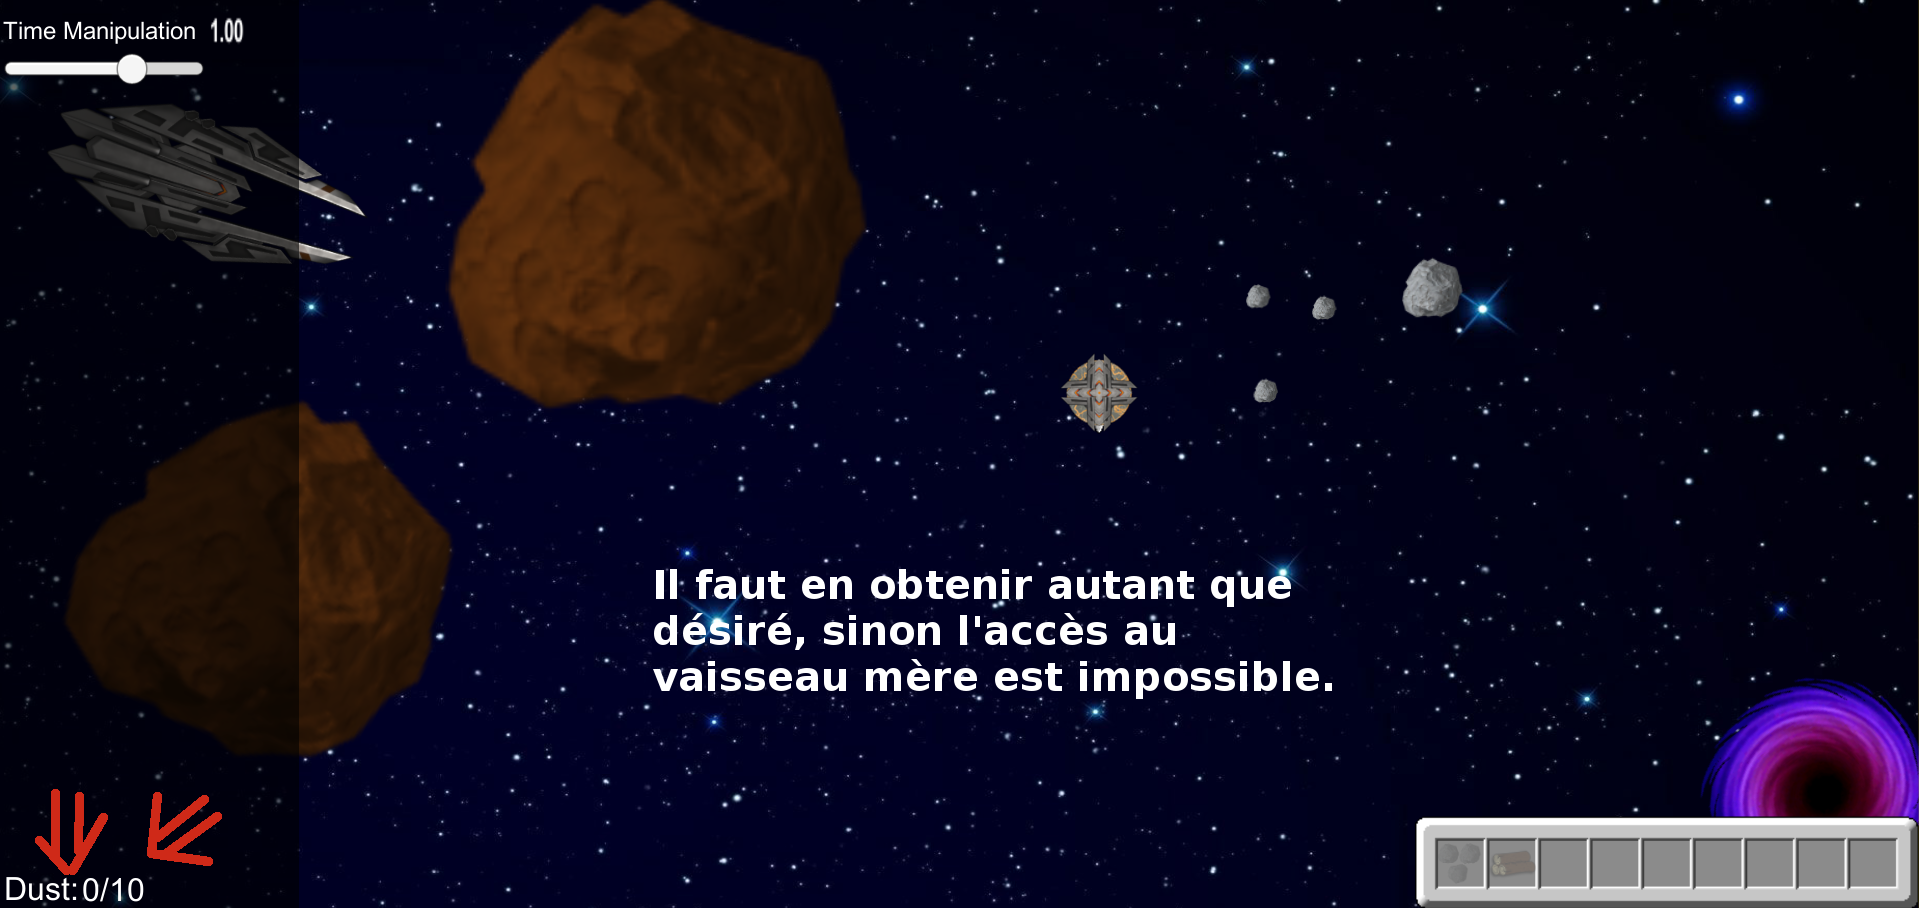 Time Manipulation 1.00
Il faut en obtenir autant que
désiré, sinon l'accès au
vaisseau mère est impossible.
Dust: 0/10